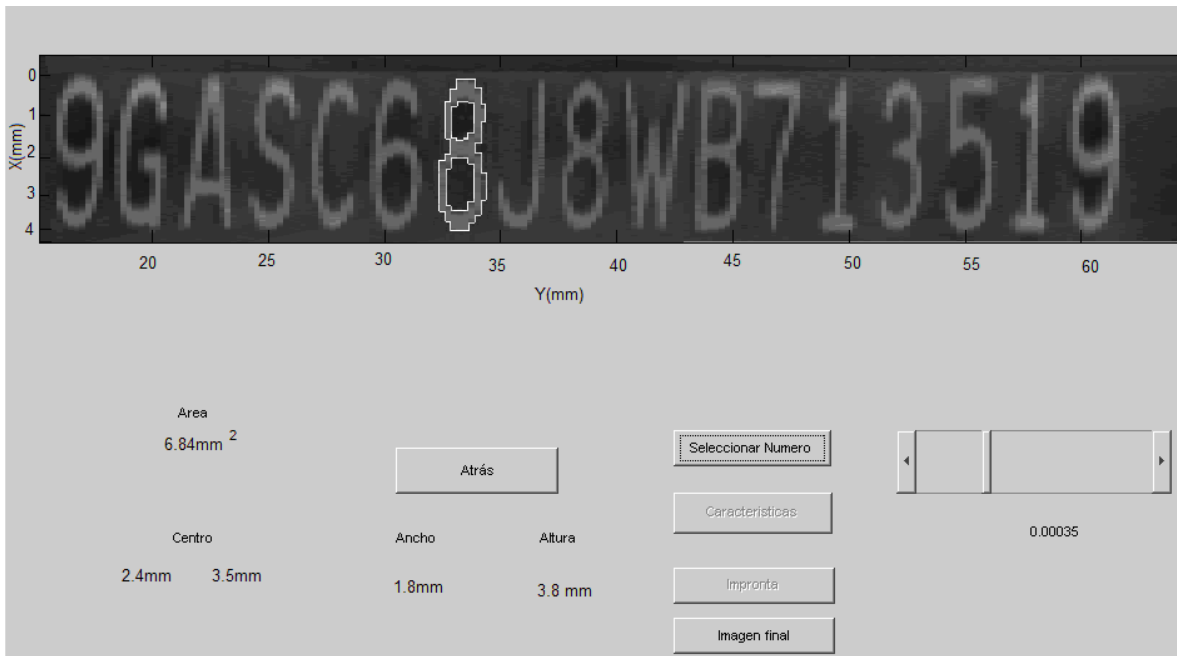 9GASC688J8WB713519
0
1
X(mm)
2
3
4
20 25 30 35 40 45 50 55 60
Y(mm)
Area
6.84mm 2
Atrás
Seleccionar Numero
Caracteristicas
0.00035
Centro
Ancho
Altura
2.4mm 3.5mm
1.8mm
3.8 mm
Impronta
Imagen final